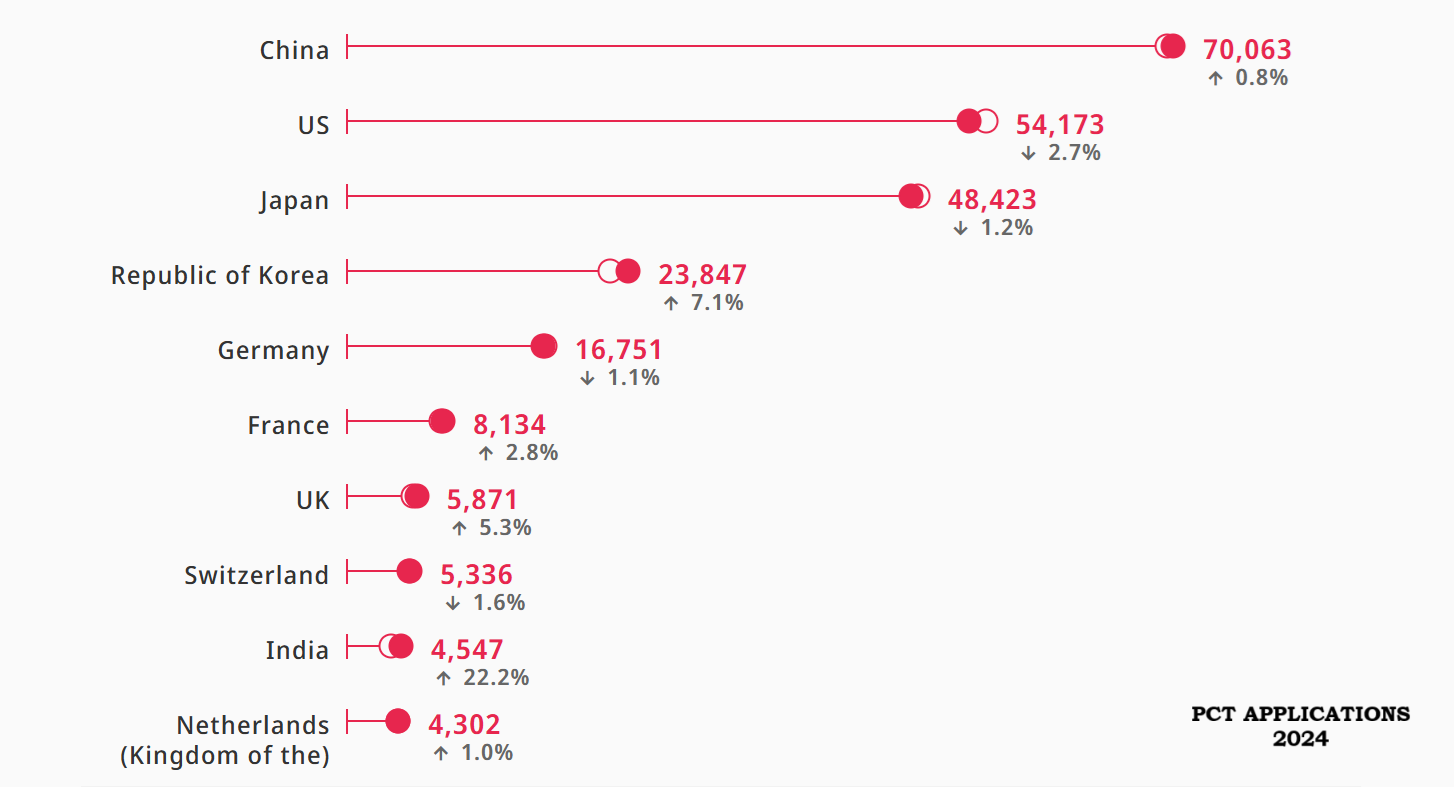 China
70,063
↑ 0.8%
US
54,173
↓ 2.7%
Japan
48,423
↓ 1.2%
Republic of Korea
23,847
↑ 7.1%
Germany
16,751
↓ 1.1%
France
8,134
↑ 2.8%
UK
5,871
↑ 5.3%
Switzerland
5,336
↓ 1.6%
India
4,547
↑ 22.2%
Netherlands
(Kingdom of the)
4,302
↑ 1.0%
PCT APPLICATIONS
2024